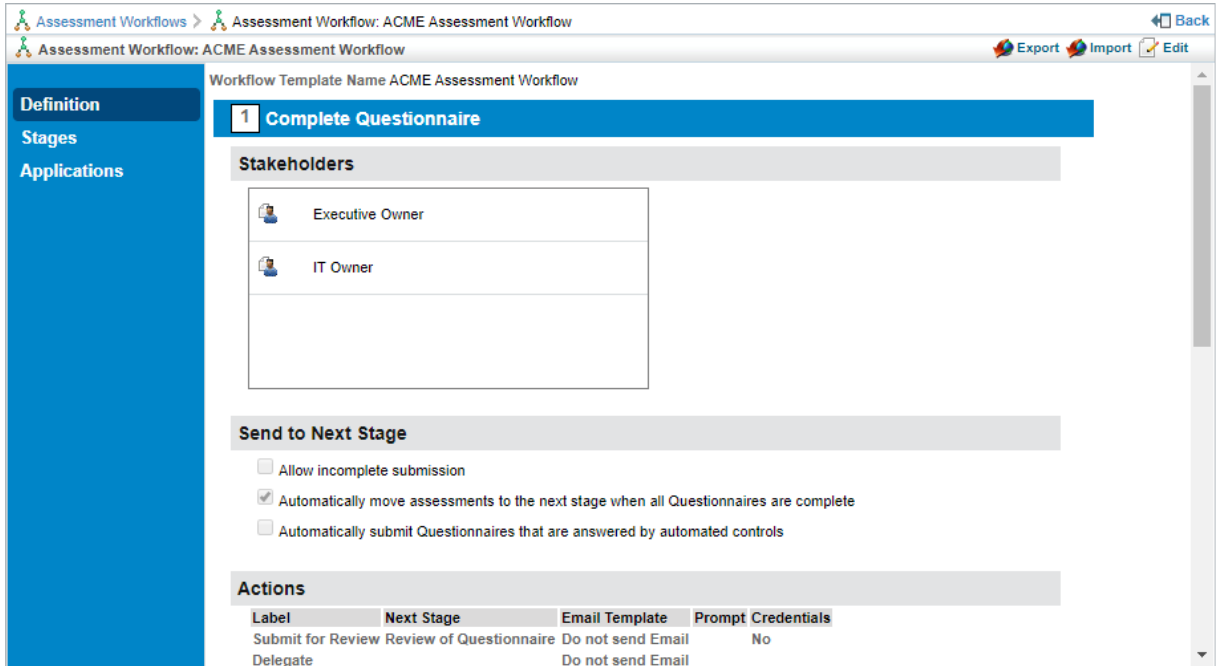 Assessment Workflows > Assessment Workflow: ACME Assessment Workflow Back
Assessment Workflow: ACME Assessment Workflow Export Import Edit
Definition
Stages
Applications
Workflow Template Name ACME Assessment Workflow
1 Complete Questionnaire
Stakeholders
Executive Owner
IT Owner
Send to Next Stage
Allow incomplete submission
Automatically move assessments to the next stage when all Questionnaires are complete
Automatically submit Questionnaires that are answered by automated controls
Actions
Label Next Stage Email Template Prompt Credentials
Submit for Review Review of Questionnaire Do not send Email No
Delegate Do not send Email